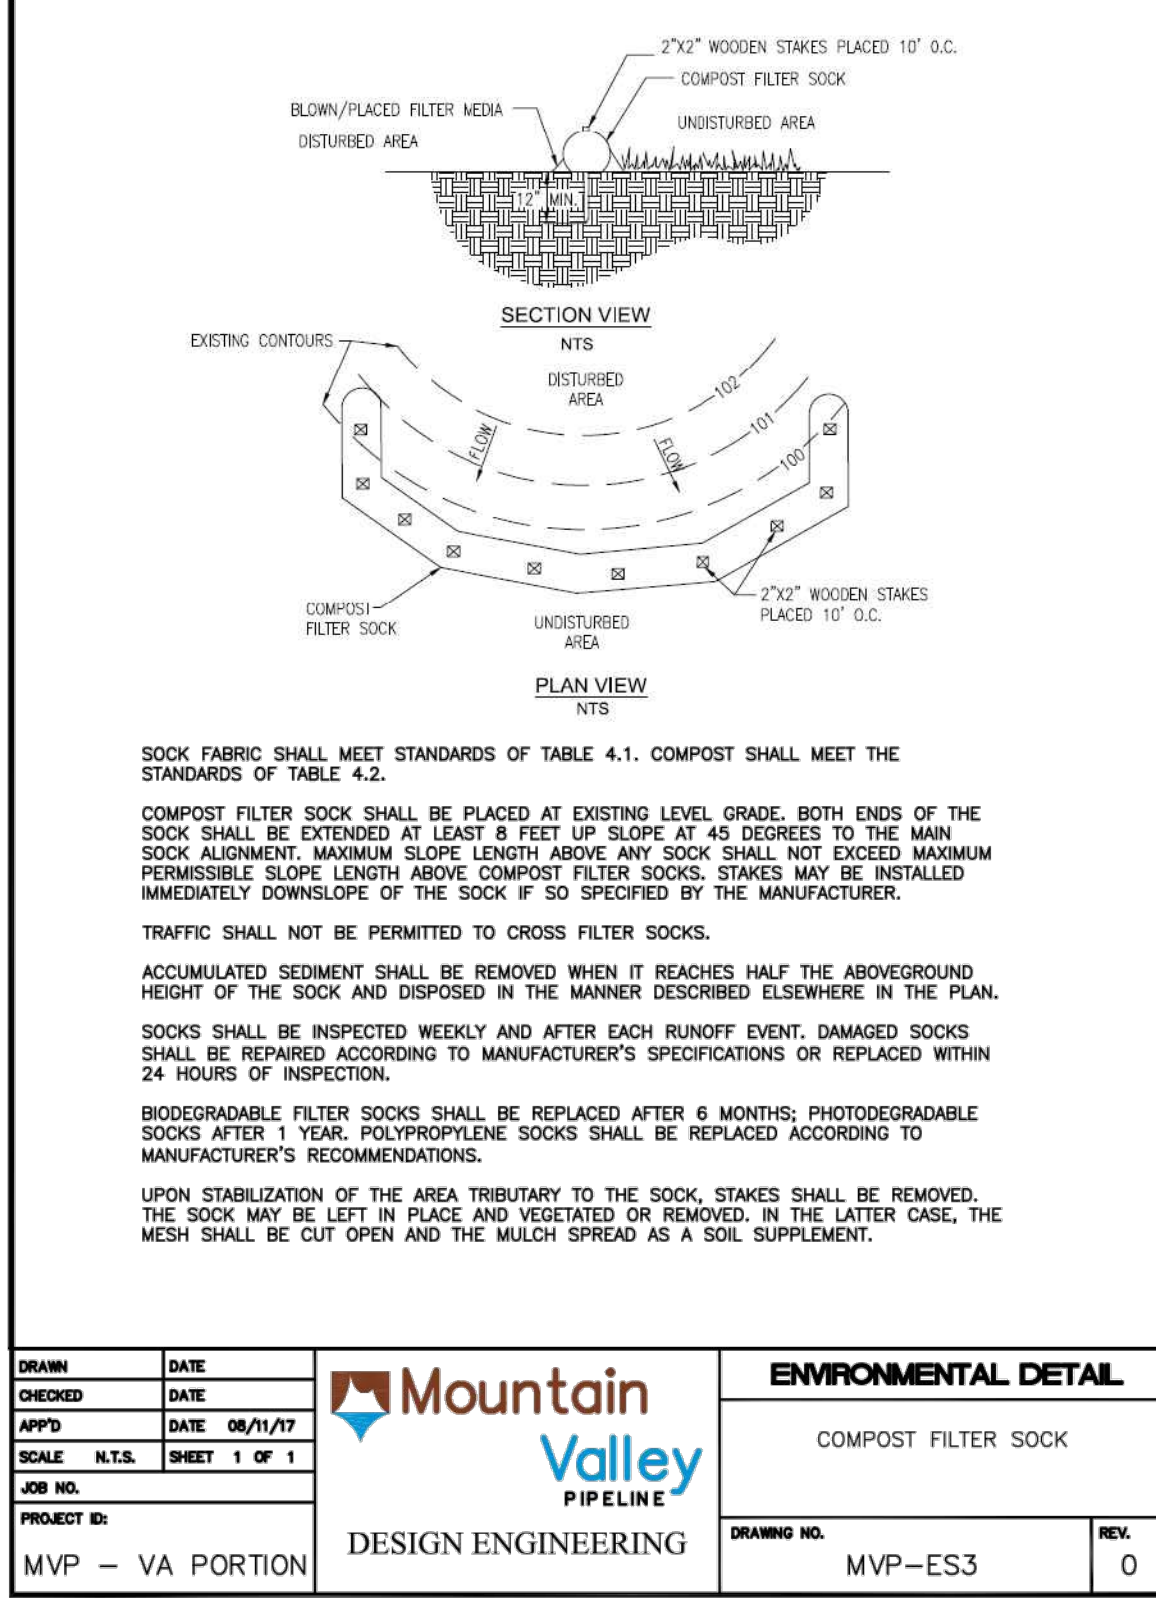 2"X2" WOODEN STAKES PLACED 10' O.C.
COMPOST FILTER SOCK
BLOWN/PLACED FILTER MEDIA
UNDISTURBED AREA
DISTURBED AREA
12" MIN.
SECTION VIEW
NTS
EXISTING CONTOURS
DISTURBED
AREA
102
101
100
FLOW
FLOW
COMPOST
FILTER SOCK
2"X2" WOODEN STAKES
PLACED 10' O.C.
UNDISTURBED
AREA
PLAN VIEW
NTS
SOCK FABRIC SHALL MEET STANDARDS OF TABLE 4.1. COMPOST SHALL MEET THE
STANDARDS OF TABLE 4.2.
COMPOST FILTER SOCK SHALL BE PLACED AT EXISTING LEVEL GRADE. BOTH ENDS OF THE
SOCK SHALL BE EXTENDED AT LEAST 8 FEET UP SLOPE AT 45 DEGREES TO THE MAIN
SOCK ALIGNMENT. MAXIMUM SLOPE LENGTH ABOVE ANY SOCK SHALL NOT EXCEED MAXIMUM
PERMISSIBLE SLOPE LENGTH ABOVE COMPOST FILTER SOCKS. STAKES MAY BE INSTALLED
IMMEDIATELY DOWNSLOPE OF THE SOCK IF SO SPECIFIED BY THE MANUFACTURER.
TRAFFIC SHALL NOT BE PERMITTED TO CROSS FILTER SOCKS.
ACCUMULATED SEDIMENT SHALL BE REMOVED WHEN IT REACHES HALF THE ABOVEGROUND
HEIGHT OF THE SOCK AND DISPOSED IN THE MANNER DESCRIBED ELSEWHERE IN THE PLAN.
SOCKS SHALL BE INSPECTED WEEKLY AND AFTER EACH RUNOFF EVENT. DAMAGED SOCKS
SHALL BE REPAIRED ACCORDING TO MANUFACTURER'S SPECIFICATIONS OR REPLACED WITHIN
24 HOURS OF INSPECTION.
BIODEGRADABLE FILTER SOCKS SHALL BE REPLACED AFTER 6 MONTHS; PHOTODEGRADABLE
SOCKS AFTER 1 YEAR. POLYPROPYLENE SOCKS SHALL BE REPLACED ACCORDING TO
MANUFACTURER'S RECOMMENDATIONS.
UPON STABILIZATION OF THE AREA TRIBUTARY TO THE SOCK, STAKES SHALL BE REMOVED.
THE SOCK MAY BE LEFT IN PLACE AND VEGETATED OR REMOVED. IN THE LATTER CASE, THE
MESH SHALL BE CUT OPEN AND THE MULCH SPREAD AS A SOIL SUPPLEMENT.
DRAWN DATE
CHECKED DATE
APP'D DATE 08/11/17
SCALE N.T.S. SHEET 1 OF 1
JOB NO.
PROJECT ID:
MVP - VA PORTION
Mountain
Valley
PIPELINE
DESIGN ENGINEERING
ENVIRONMENTAL DETAIL
COMPOST FILTER SOCK
DRAWING NO. REV.
MVP-ES3 0